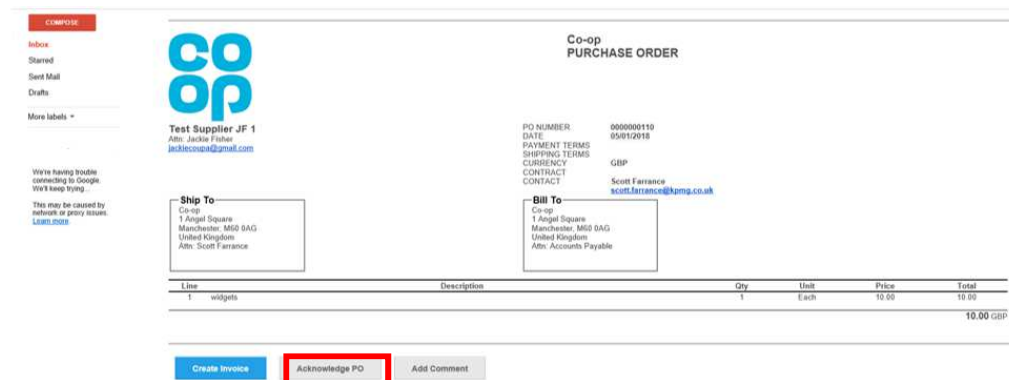 COMPOSE
Inbox
Starred
Sent Mail
Drafts
More labels
We're having trouble
connecting to Google.
We'll keep trying...
This may be caused by
network or proxy issues.
Learn more
CO
OP
Co-op
PURCHASE ORDER
Test Supplier JF 1
Attn: Jackie Fisher
jackiecoupa@gmail.com
PO NUMBER 0000000110
DATE 05/01/2018
PAYMENT TERMS
SHIPPING TERMS
CURRENCY GBP
CONTRACT
CONTACT Scott Farrance
scott.farrance@kpmg.co.uk
Ship To
Co-op
1 Angel Square
Manchester, M60 0AG
United Kingdom
Attn: Scott Farrance
Bill To
Co-op
1 Angel Square
Manchester, M60 0AG
United Kingdom
Attn: Accounts Payable
Line Description Qty Unit Price Total
1 widgets 1 Each 10.00 10.00
10.00 GBP
Create Invoice Acknowledge PO Add Comment